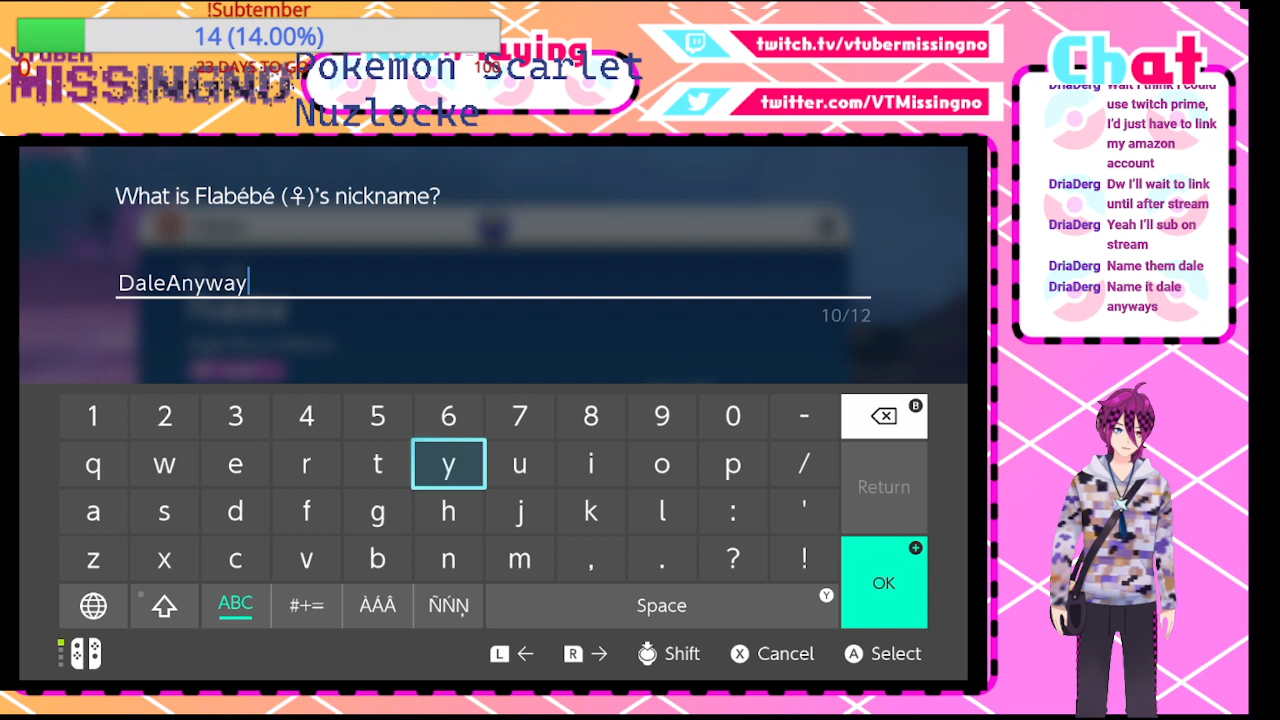 !Subtember
14 (14.00%)
0
23 DAYS TO GO
100
VTUBER
MISSINGNO
Playing
Pokemon Scarlet
Nuzlocke
twitch.tv/vtubermissingno
twitter.com/VTMissingno
Chat
DriaDerg Wait I think I could
use twitch prime,
I'd just have to link
my amazon
account
DriaDerg Dw I'll wait to link
until after stream
DriaDerg Yeah I'll sub on
stream
DriaDerg Name them dale
DriaDerg Name it dale
anyways
What is Flabébé (♀)'s nickname?
DaleAnyway
10/12
1 2 3 4 5 6 7 8 9 0 - B
q w e r t y u i o p / Return
a s d f g h j k l : '
z x c v b n m , . ? ! + OK
ABC #+= ÀÁÂ ÑŃŅ Space Y
L ← R → Shift X Cancel A Select